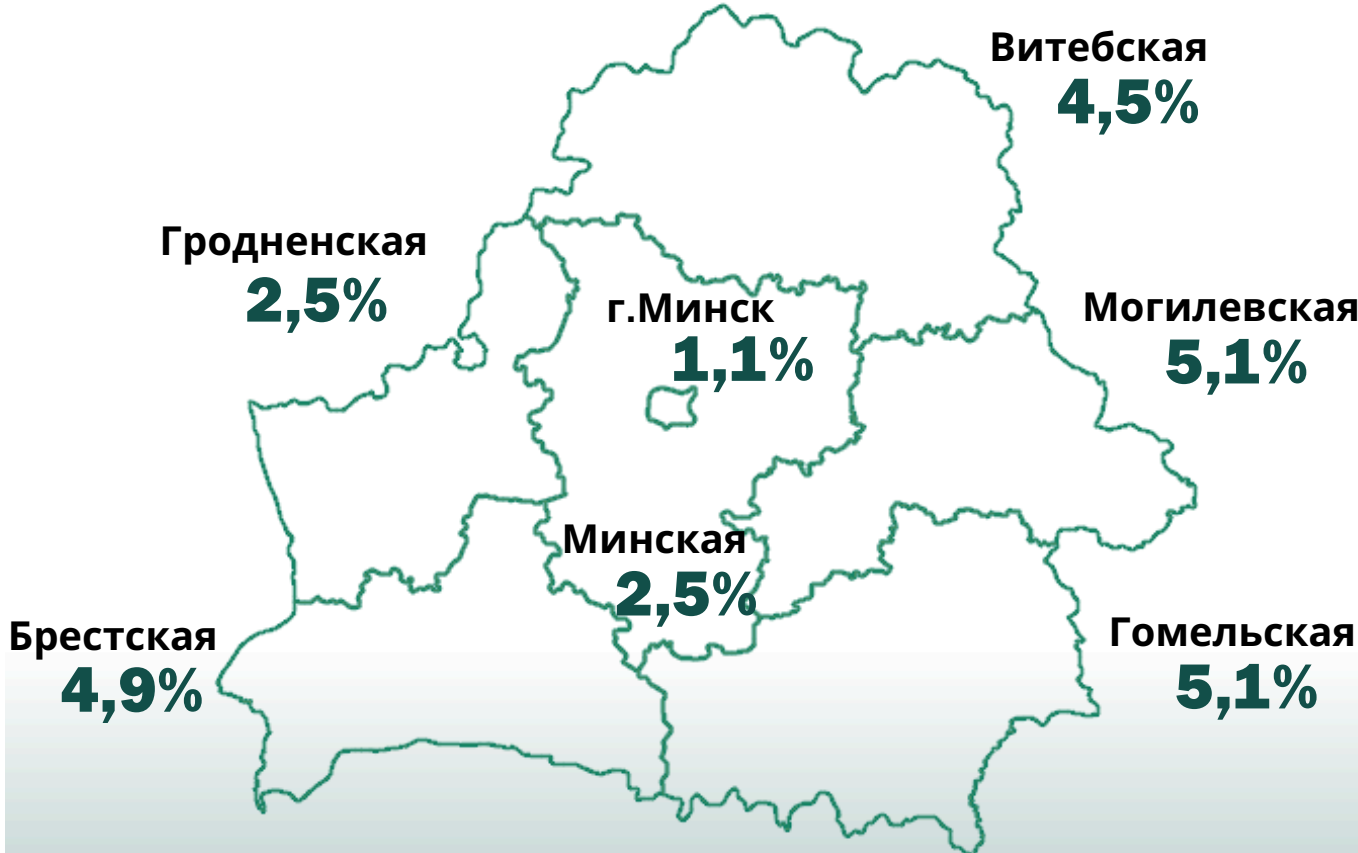 Витебская
4,5%
Гродненская
2,5%
г.Минск
1,1%
Могилевская
5,1%
Минская
2,5%
Брестская
4,9%
Гомельская
5,1%